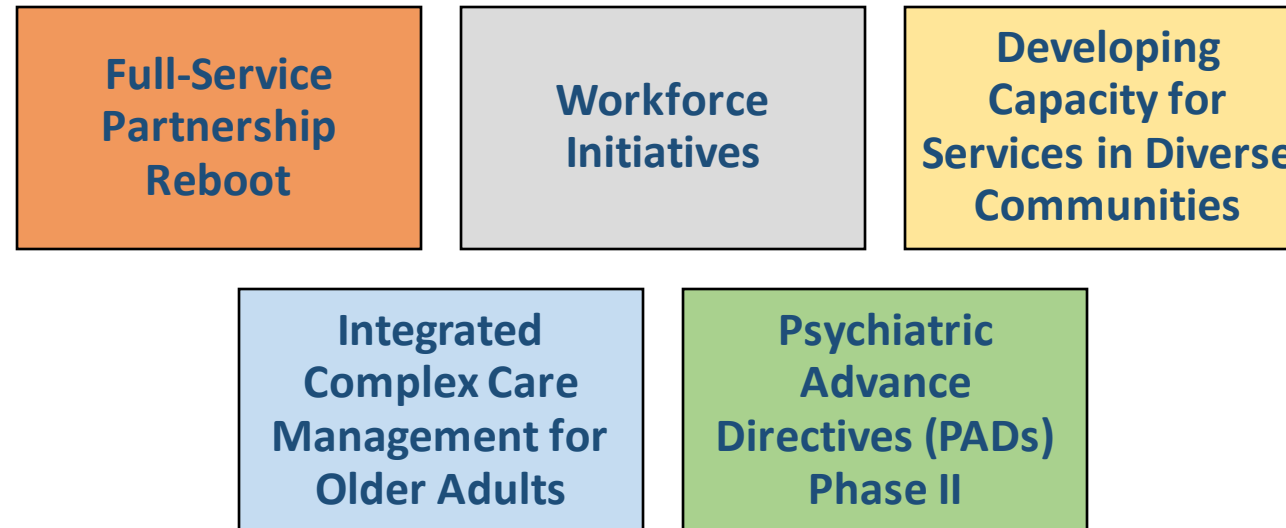 Full-Service
Partnership
Reboot
Workforce
Initiatives
Developing
Capacity for
Services in Diverse
Communities
Integrated
Complex Care
Management for
Older Adults
Psychiatric
Advance
Directives (PADs)
Phase II